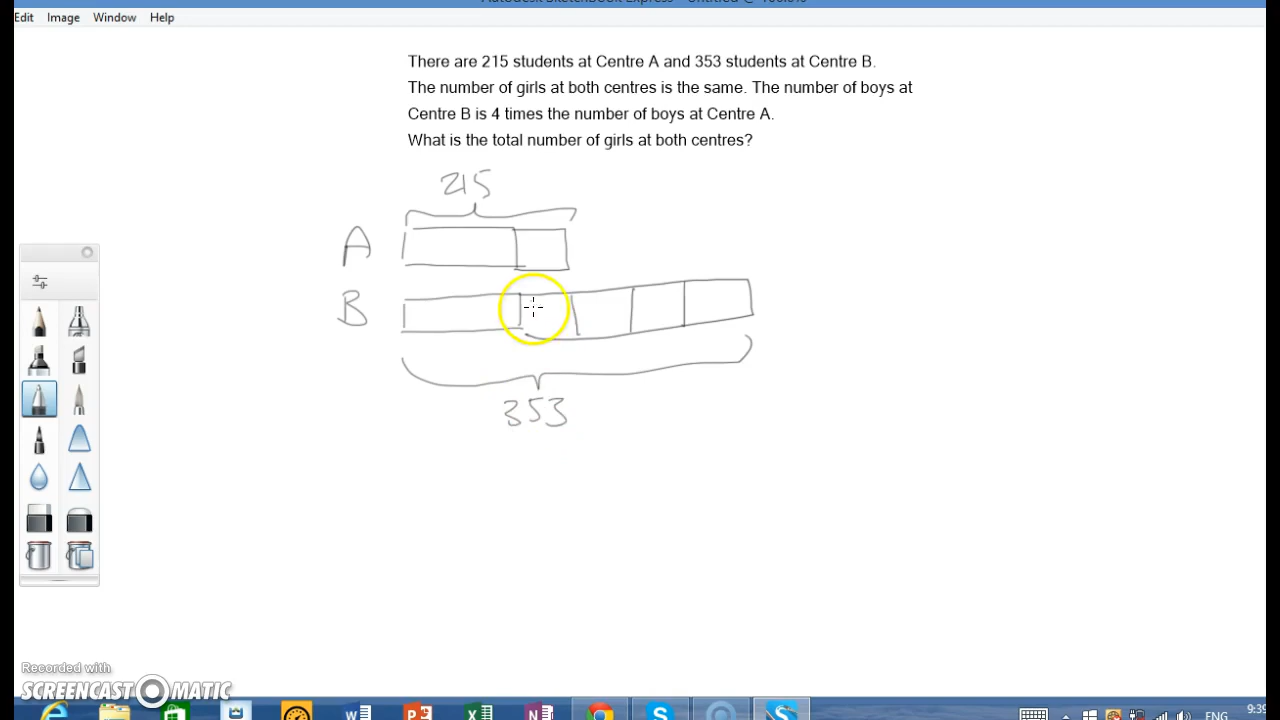 Edit Image Window Help
There are 215 students at Centre A and 353 students at Centre B.
The number of girls at both centres is the same. The number of boys at
Centre B is 4 times the number of boys at Centre A.
What is the total number of girls at both centres?
215
A
B
353
Recorded with
SCREENCAST MATIC
ENG